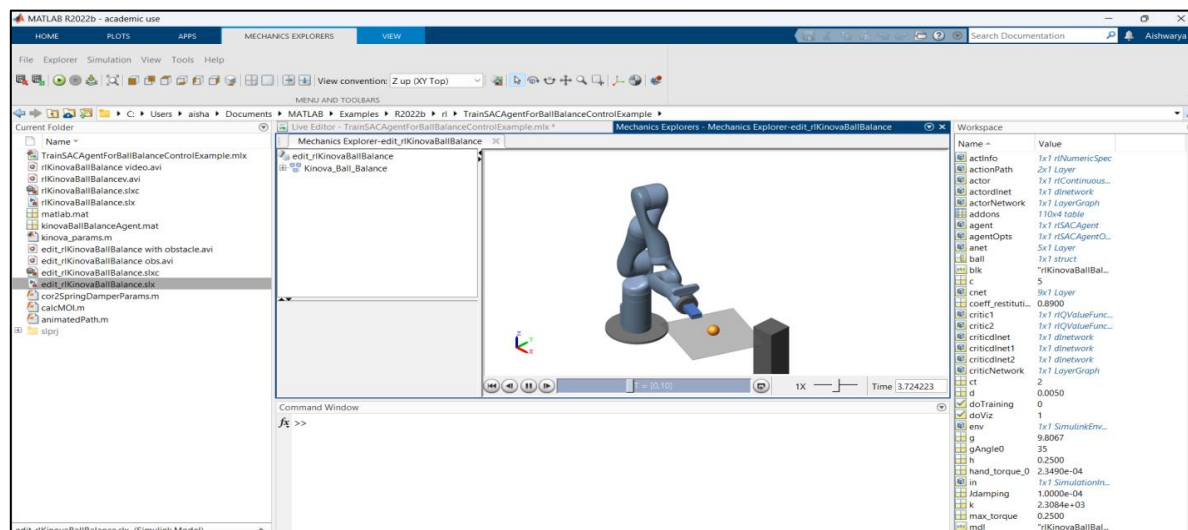 MATLAB R2022b - academic use
HOME PLOTS APPS MECHANICS EXPLORERS VIEW Search Documentation Aishwarya
File Explorer Simulation View Tools Help
View convention: Z up (XY Top)
MENU AND TOOLBARS
C: Users aisha Documents MATLAB Examples R2022b rl TrainSACAgentForBallBalanceControlExample
Current Folder
Name
TrainSACAgentForBallBalanceControlExample.mlx
rlKinovaBallBalance video.avi
rlKinovaBallBalancev.avi
rlKinovaBallBalance.slxc
rlKinovaBallBalance.slx
matlab.mat
kinovaBallBalanceAgent.mat
kinova_params.m
edit_rlKinovaBallBalance with obstacle.avi
edit_rlKinovaBallBalance obs.avi
edit_rlKinovaBallBalance.slxc
edit_rlKinovaBallBalance.slx
cor2SpringDamperParams.m
calcMOI.m
animatedPath.m
slprj
edit_rlKinovaBallBalance.slx (Simulink Model)
Live Editor - TrainSACAgentForBallBalanceControlExample.mlx *
Mechanics Explorers - Mechanics Explorer-edit_rlKinovaBallBalance
Mechanics Explorer-edit_rlKinovaBallBalance
edit_rlKinovaBallBalance
Kinova_Ball_Balance
Z
Y
X
T = [0,10] 1X Time 3.724223
Command Window
fx >>
Workspace
Name Value
actInfo 1x1 rlNumericSpec
actionPath 2x1 Layer
actor 1x1 rlContinuous...
actordlnet 1x1 dlnetwork
actorNetwork 1x1 LayerGraph
addons 110x4 table
agent 1x1 rlSACAgent
agentOpts 1x1 rlSACAgentO...
anet 5x1 Layer
ball 1x1 struct
blk "rlKinovaBallBal...
c 5
cnet 9x1 Layer
coeff_restituti... 0.8900
critic1 1x1 rlQValueFunc...
critic2 1x1 rlQValueFunc...
criticdlnet 1x1 dlnetwork
criticdlnet1 1x1 dlnetwork
criticdlnet2 1x1 dlnetwork
criticNetwork 1x1 LayerGraph
ct 2
d 0.0050
doTraining 0
doViz 1
env 1x1 SimulinkEnv...
g 9.8067
gAngle0 35
h 0.2500
hand_torque_0 2.3490e-04
in 1x1 SimulationIn...
Jdamping 1.0000e-04
k 2.3084e+03
max_torque 0.2500
mdl "rlKinovaBallBal...